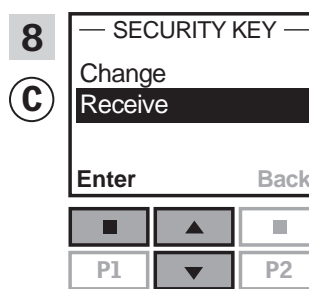 8
C
SECURITY KEY
Change
Receive
Enter Back
P1 P2